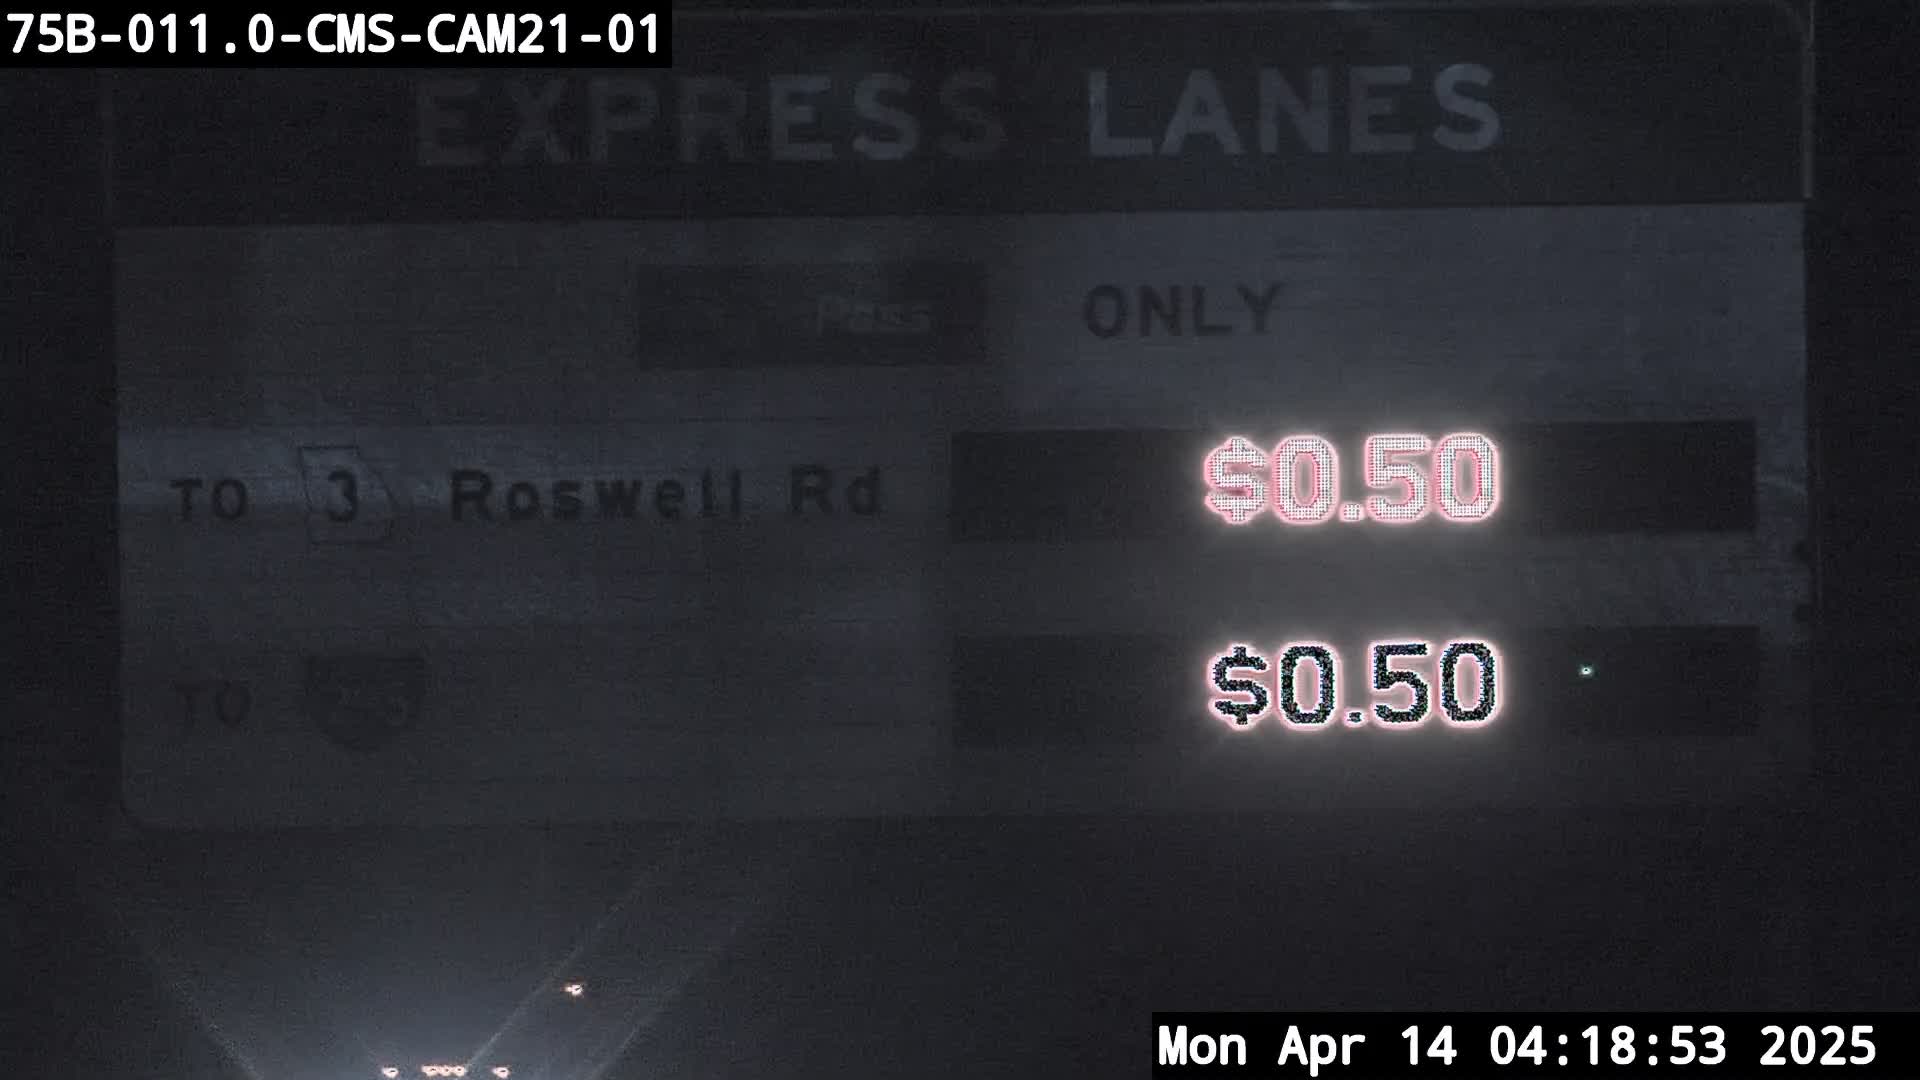 75B-011.0-CMS-CAM21-01
EXPRESS LANES
Pass ONLY
TO 3 Roswell Rd $0.50
TO $0.50
Mon Apr 14 04:18:53 2025